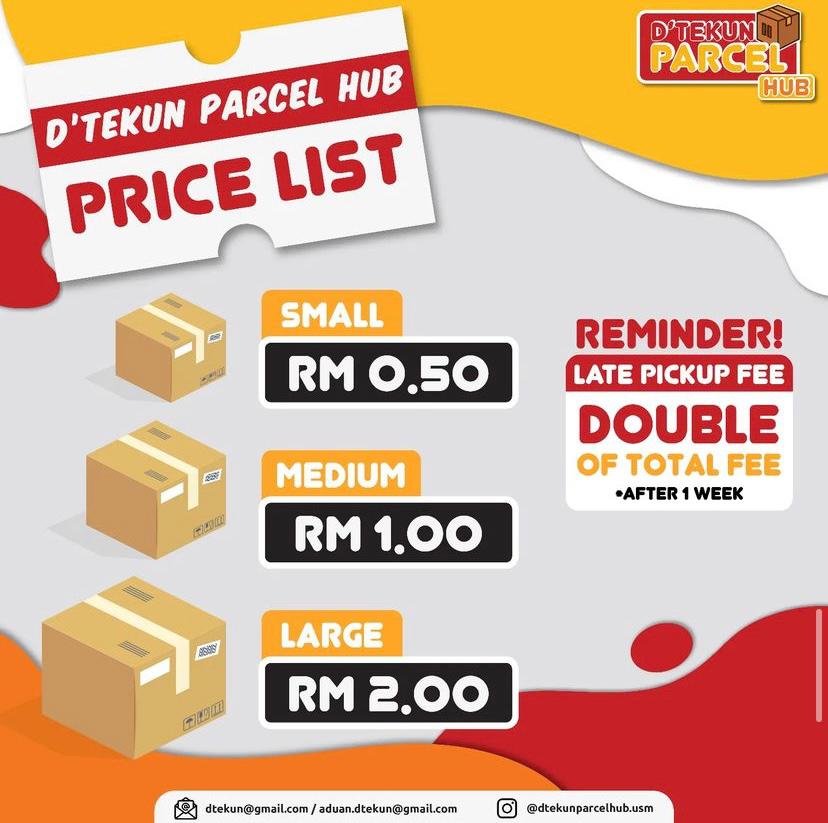 D'TEKUN PARCEL HUB
PRICE LIST
D'TEKUN
PARCEL
HUB
SMALL
RM 0.50
MEDIUM
RM 1.00
LARGE
RM 2.00
REMINDER!
LATE PICKUP FEE
DOUBLE
OF TOTAL FEE
•AFTER 1 WEEK
dtekun@gmail.com / aduan.dtekun@gmail.com
@dtekunparcelhub.usm